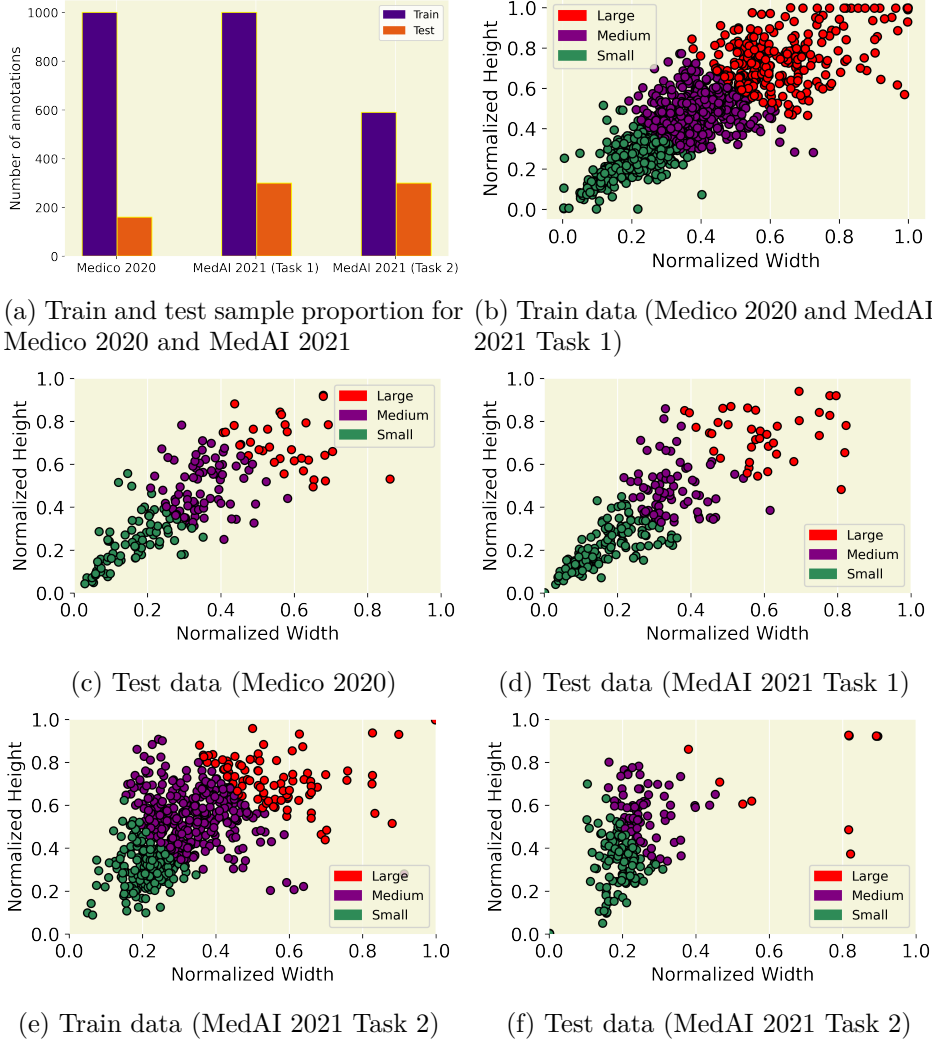 1000
800
600
400
200
0
Number of annotations
Train
Test
Medico 2020
MedAI 2021 (Task 1)
MedAI 2021 (Task 2)
(a) Train and test sample proportion for
Medico 2020 and MedAI 2021
1.0
0.8
0.6
0.4
0.2
0.0
Normalized Height
Large
Medium
Small
0.0 0.2 0.4 0.6 0.8 1.0
Normalized Width
(b) Train data (Medico 2020 and MedAI
2021 Task 1)
1.0
0.8
0.6
0.4
0.2
0.0
Normalized Height
Large
Medium
Small
0.0 0.2 0.4 0.6 0.8 1.0
Normalized Width
(c) Test data (Medico 2020)
1.0
0.8
0.6
0.4
0.2
0.0
Normalized Height
Large
Medium
Small
0.0 0.2 0.4 0.6 0.8 1.0
Normalized Width
(d) Test data (MedAI 2021 Task 1)
1.0
0.8
0.6
0.4
0.2
0.0
Normalized Height
Large
Medium
Small
0.0 0.2 0.4 0.6 0.8 1.0
Normalized Width
(e) Train data (MedAI 2021 Task 2)
1.0
0.8
0.6
0.4
0.2
0.0
Normalized Height
Large
Medium
Small
0.0 0.2 0.4 0.6 0.8 1.0
Normalized Width
(f) Test data (MedAI 2021 Task 2)